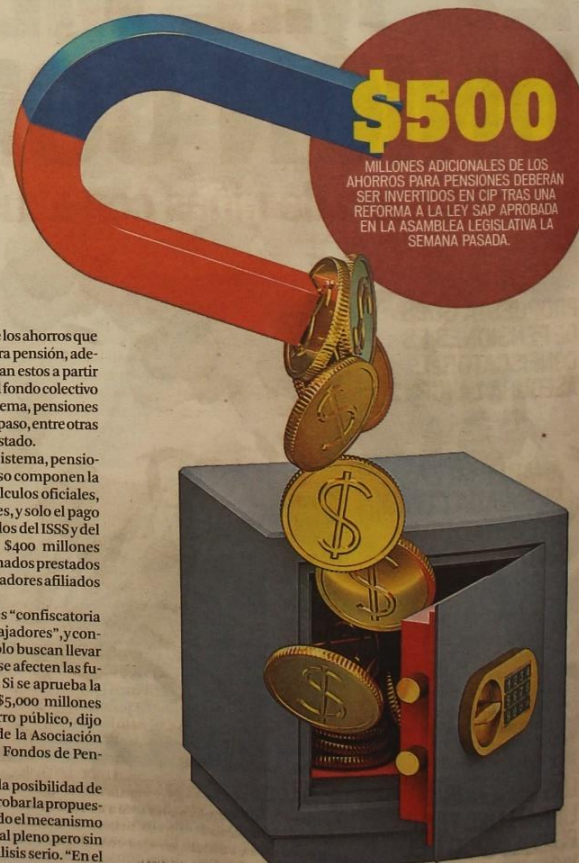 $500
MILLONES ADICIONALES DE LOS
AHORROS PARA PENSIONES DEBERÁN
SER INVERTIDOS EN CIP TRAS UNA
REFORMA A LA LEY SAP APROBADA
EN LA ASAMBLEA LEGISLATIVA LA
SEMANA PASADA.
los ahorros que
ra pensión, ade-
an estos a partir
l fondo colectivo
ema, pensiones
paso, entre otras
stado.
istema, pensio-
so componen la
lculos oficiales,
es, y solo el pago
los del ISSS y del
$400 millones
nados prestados
adores afiliados
s "confiscatoria
ajadores", y con-
olo buscan llevar
se afecten las fu-
Si se aprueba la
$5,000 millones
rro público, dijo
de la Asociación
Fondos de Pen-
la posibilidad de
robar la propues-
do el mecanismo
al pleno pero sin
lisis serio. "En el